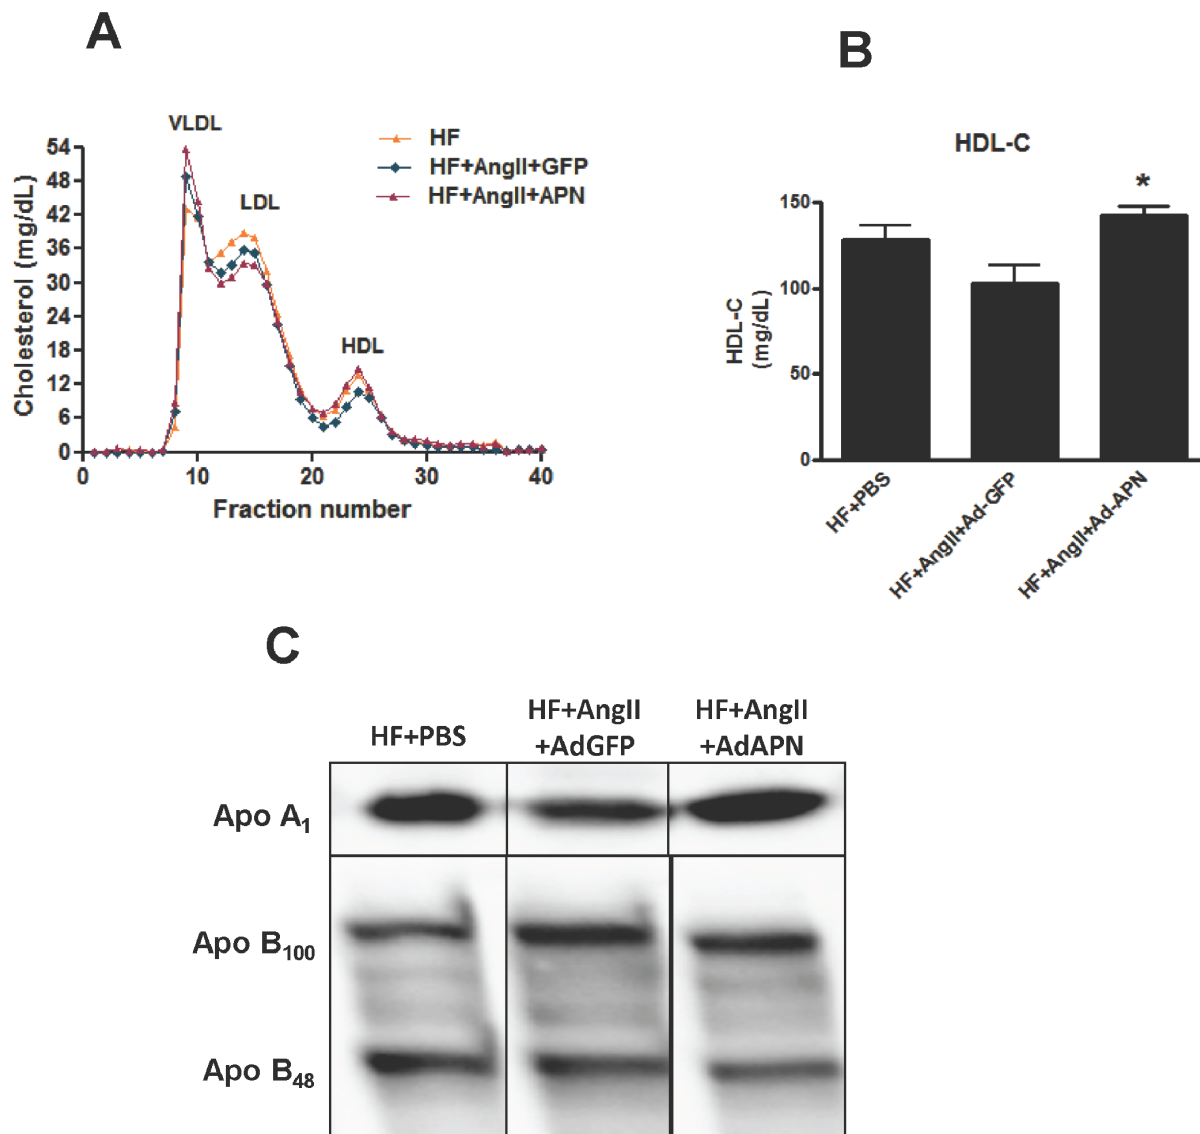 A
VLDL
LDL
HDL
HF
HF+AngII+GFP
HF+AngII+APN
54
48
42
36
30
24
18
12
6
0
Cholesterol (mg/dL)
0 10 20 30 40
Fraction number
B
HDL-C
*
150
100
50
0
HDL-C
(mg/dL)
HF+PBS
HF+AngII+Ad-GFP
HF+AngII+Ad-APN
C
HF+PBS
HF+AngII
+AdGFP
HF+AngII
+AdAPN
Apo A₁
Apo B₁₀₀
Apo B₄₈